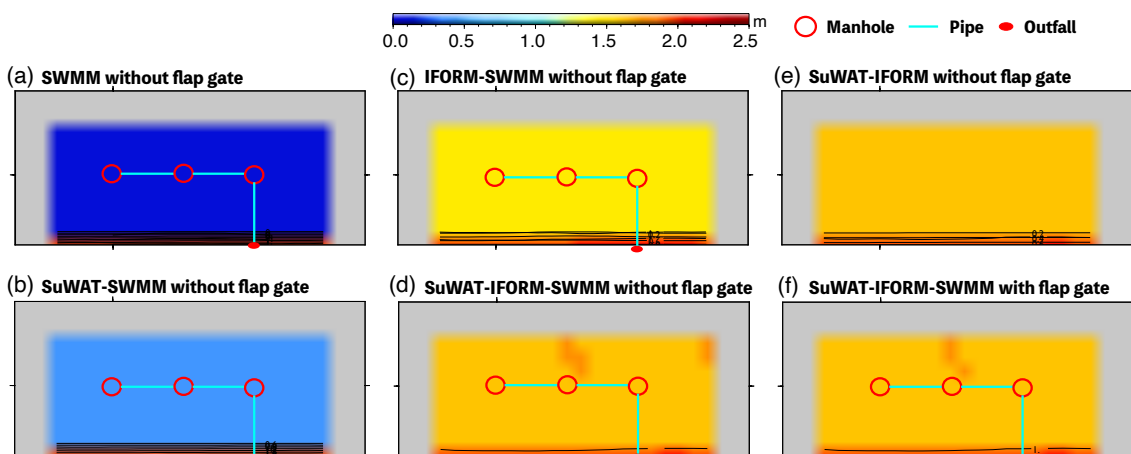 m
0.0 0.5 1.0 1.5 2.0 2.5
Manhole Pipe Outfall
(a) SWMM without flap gate
(c) IFORM-SWMM without flap gate
(e) SuWAT-IFORM without flap gate
0.2
(b) SuWAT-SWMM without flap gate
(d) SuWAT-IFORM-SWMM without flap gate
(f) SuWAT-IFORM-SWMM with flap gate